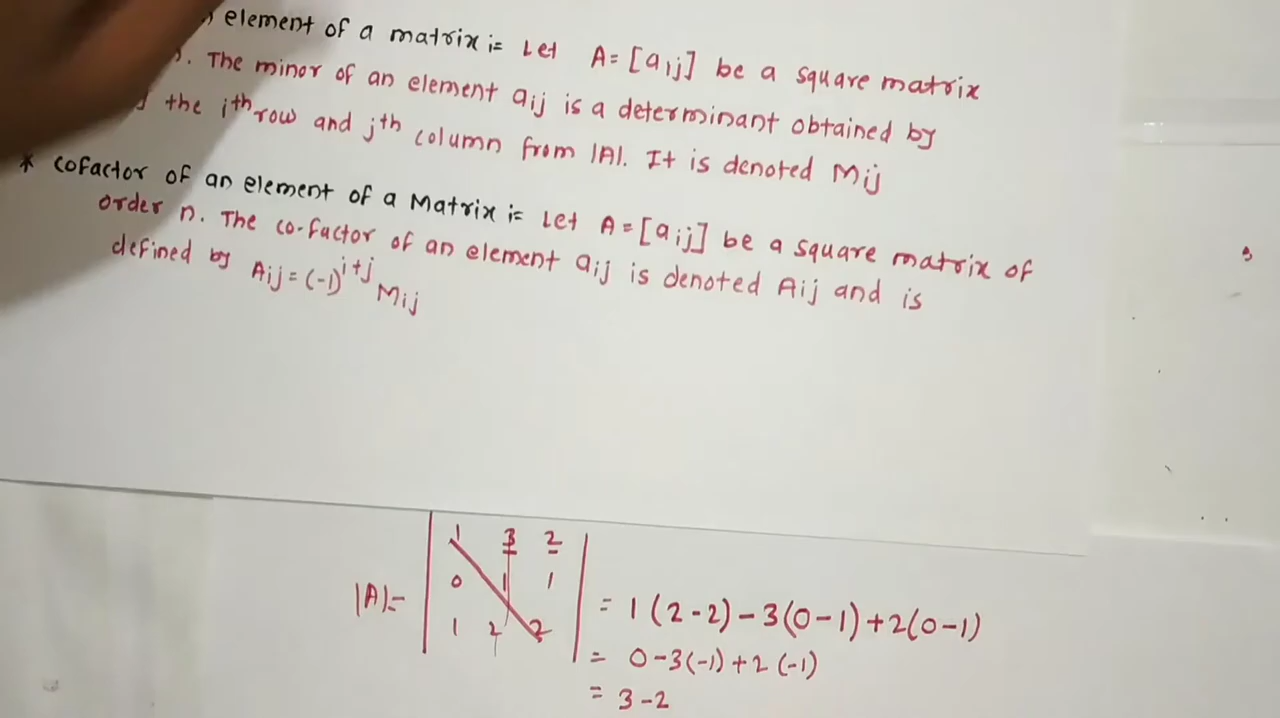 element of a matrix := Let A = [aij] be a square matrix
The minor of an element aij is a determinant obtained by
the ith row and jth column from |A|. It is denoted Mij
* cofactor of an element of a Matrix := Let A = [aij] be a square matrix of
order n. The co-factor of an element aij is denoted Aij and is
defined by Aij = (-1)^i+j Mij
1 3 2
|A| = 0 1 1 = 1(2-2)-3(0-1)+2(0-1)
1 2 2
= 0-3(-1)+2(-1)
= 3-2